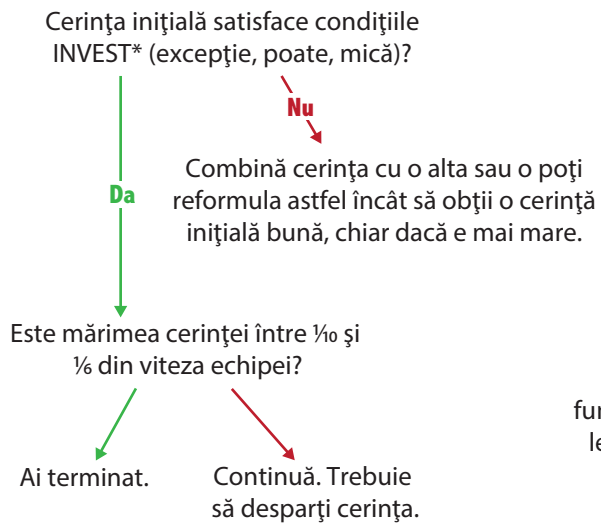 Cerinţa iniţială satisface condiţiile
INVEST* (excepţie, poate, mică)?
Nu
Combină cerinţa cu o alta sau o poţi
reformula astfel încât să obţii o cerinţă
iniţială bună, chiar dacă e mai mare.
Da
Este mărimea cerinţei între ⅒ şi
⅙ din viteza echipei?
Ai terminat.
Continuă. Trebuie
să desparţi cerinţa.